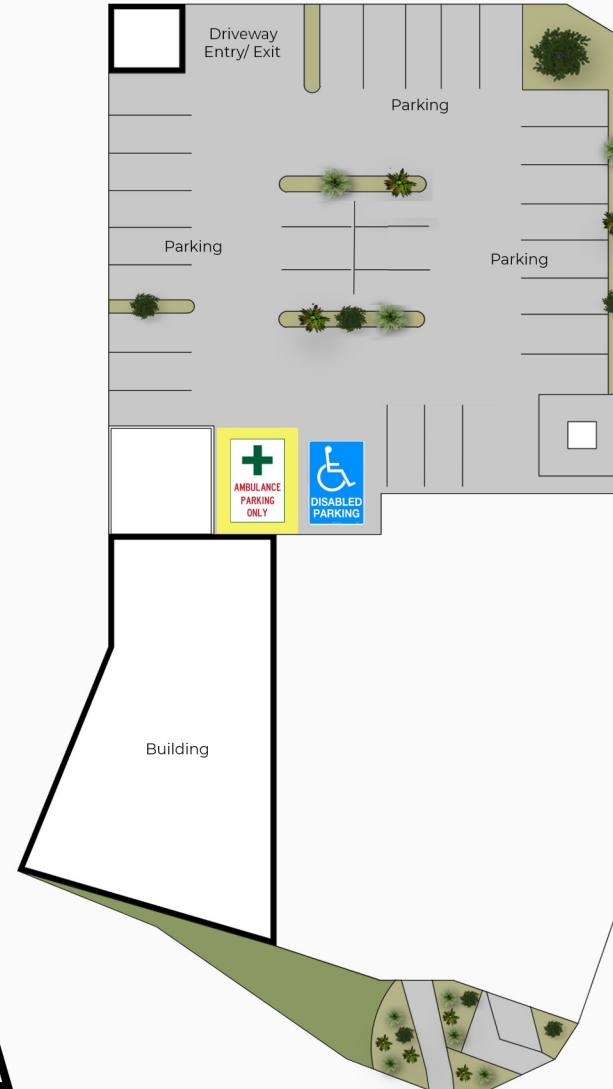 Driveway
Entry/ Exit
Parking
Parking
Parking
AMBULANCE
PARKING
ONLY
DISABLED
PARKING
Building